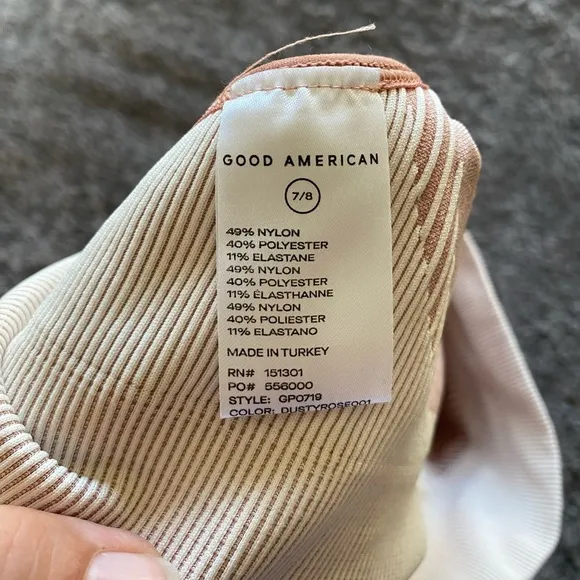 GOOD AMERICAN
7/8
49% NYLON
40% POLYESTER
11% ELASTANE
49% NYLON
40% POLYESTER
11% ÉLASTHANNE
49% NYLON
40% POLIESTER
11% ELASTANO
MADE IN TURKEY
RN# 151301
PO# 556000
STYLE: GP0719
COLOR: DUSTYROSE001